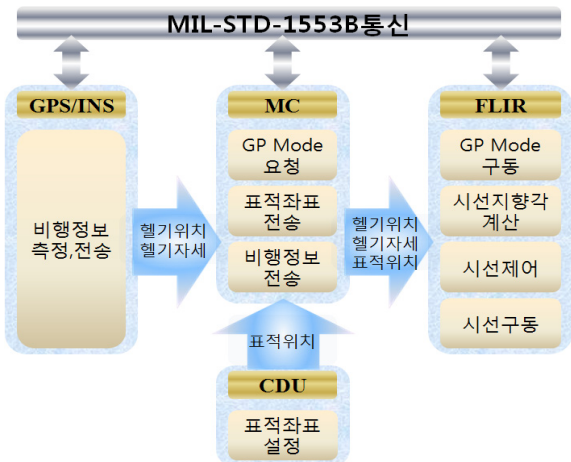 MIL-STD-1553B통신
GPS/INS
비행정보
측정,전송
헬기위치
헬기자세
MC
GP Mode
요청
표적좌표
전송
비행정보
전송
헬기위치
헬기자세
표적위치
FLIR
GP Mode
구동
시선지향각
계산
시선제어
시선구동
표적위치
CDU
표적좌표
설정